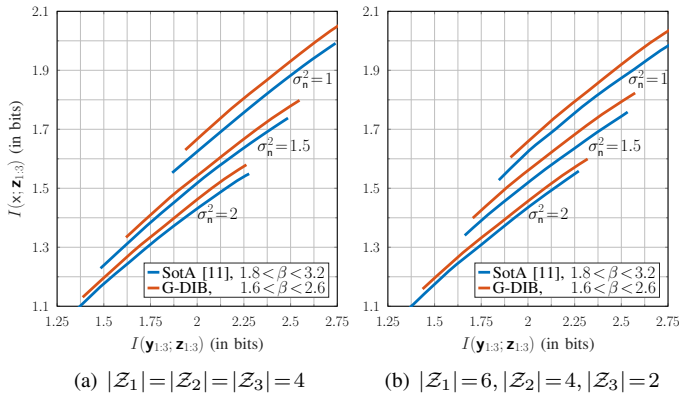 2.1
1.9
1.7
1.5
1.3
1.1
I(x; z₁:₃) (in bits)
σₙ²=1
σₙ²=1.5
σₙ²=2
SotA [11], 1.8<β<3.2
G-DIB, 1.6<β<2.6
1.25 1.5 1.75 2 2.25 2.5 2.75
I(y₁:₃; z₁:₃) (in bits)
(a) |𝒵₁|=|𝒵₂|=|𝒵₃|=4
2.1
1.9
1.7
1.5
1.3
1.1
σₙ²=1
σₙ²=1.5
σₙ²=2
SotA [11], 1.8<β<3.2
G-DIB, 1.6<β<2.6
1.25 1.5 1.75 2 2.25 2.5 2.75
I(y₁:₃; z₁:₃) (in bits)
(b) |𝒵₁|=6, |𝒵₂|=4, |𝒵₃|=2